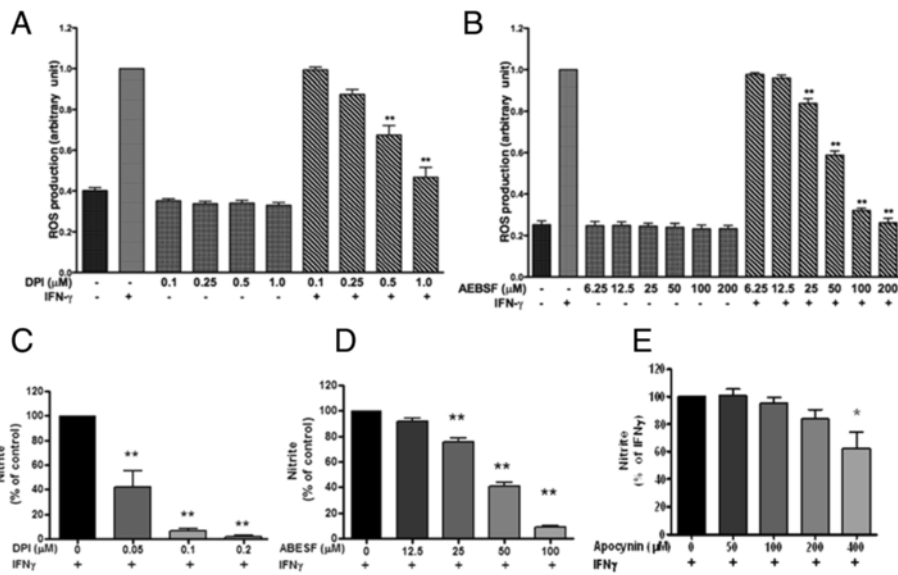 A
ROS production (arbitrary unit)
1.2
1.0
0.8
0.6
0.4
0.2
0.0
** **
DPI (μM) - - 0.1 0.25 0.5 1.0 0.1 0.25 0.5 1.0
IFN-γ - + - - - - + + + +
B
ROS production (arbitrary unit)
1.2
1.0
0.8
0.6
0.4
0.2
0.0
** ** ** **
AEBSF (μM) - - 6.25 12.5 25 50 100 200 6.25 12.5 25 50 100 200
IFN-γ - + - - - - - - + + + + + +
C
Nitrite
(% of control)
120
100
80
60
40
20
0
** ** **
DPI (μM) 0 0.05 0.1 0.2
IFNγ + + + +
D
Nitrite
(% of control)
120
100
80
60
40
20
0
** ** **
ABESF (μM) 0 12.5 25 50 100
IFNγ + + + + +
E
Nitrite
(% of IFNγ)
120
100
80
60
40
20
0
*
Apocynin (μM) 0 50 100 200 400
IFNγ + + + + +